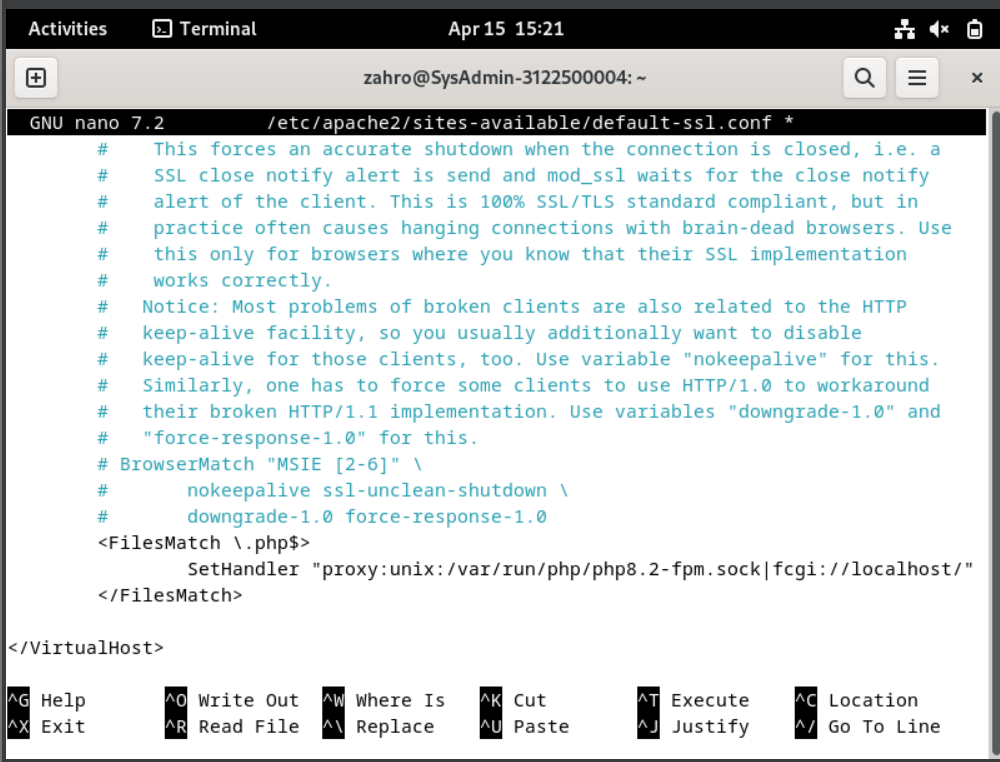 Activities Terminal Apr 15 15:21
zahro@SysAdmin-3122500004: ~
GNU nano 7.2 /etc/apache2/sites-available/default-ssl.conf *
# This forces an accurate shutdown when the connection is closed, i.e. a
# SSL close notify alert is send and mod_ssl waits for the close notify
# alert of the client. This is 100% SSL/TLS standard compliant, but in
# practice often causes hanging connections with brain-dead browsers. Use
# this only for browsers where you know that their SSL implementation
# works correctly.
# Notice: Most problems of broken clients are also related to the HTTP
# keep-alive facility, so you usually additionally want to disable
# keep-alive for those clients, too. Use variable "nokeepalive" for this.
# Similarly, one has to force some clients to use HTTP/1.0 to workaround
# their broken HTTP/1.1 implementation. Use variables "downgrade-1.0" and
# "force-response-1.0" for this.
# BrowserMatch "MSIE [2-6]" \
# nokeepalive ssl-unclean-shutdown \
# downgrade-1.0 force-response-1.0
<FilesMatch \.php$>
SetHandler "proxy:unix:/var/run/php/php8.2-fpm.sock|fcgi://localhost/"
</FilesMatch>
</VirtualHost>
^G Help ^O Write Out ^W Where Is ^K Cut ^T Execute ^C Location
^X Exit ^R Read File ^\ Replace ^U Paste ^J Justify ^/ Go To Line